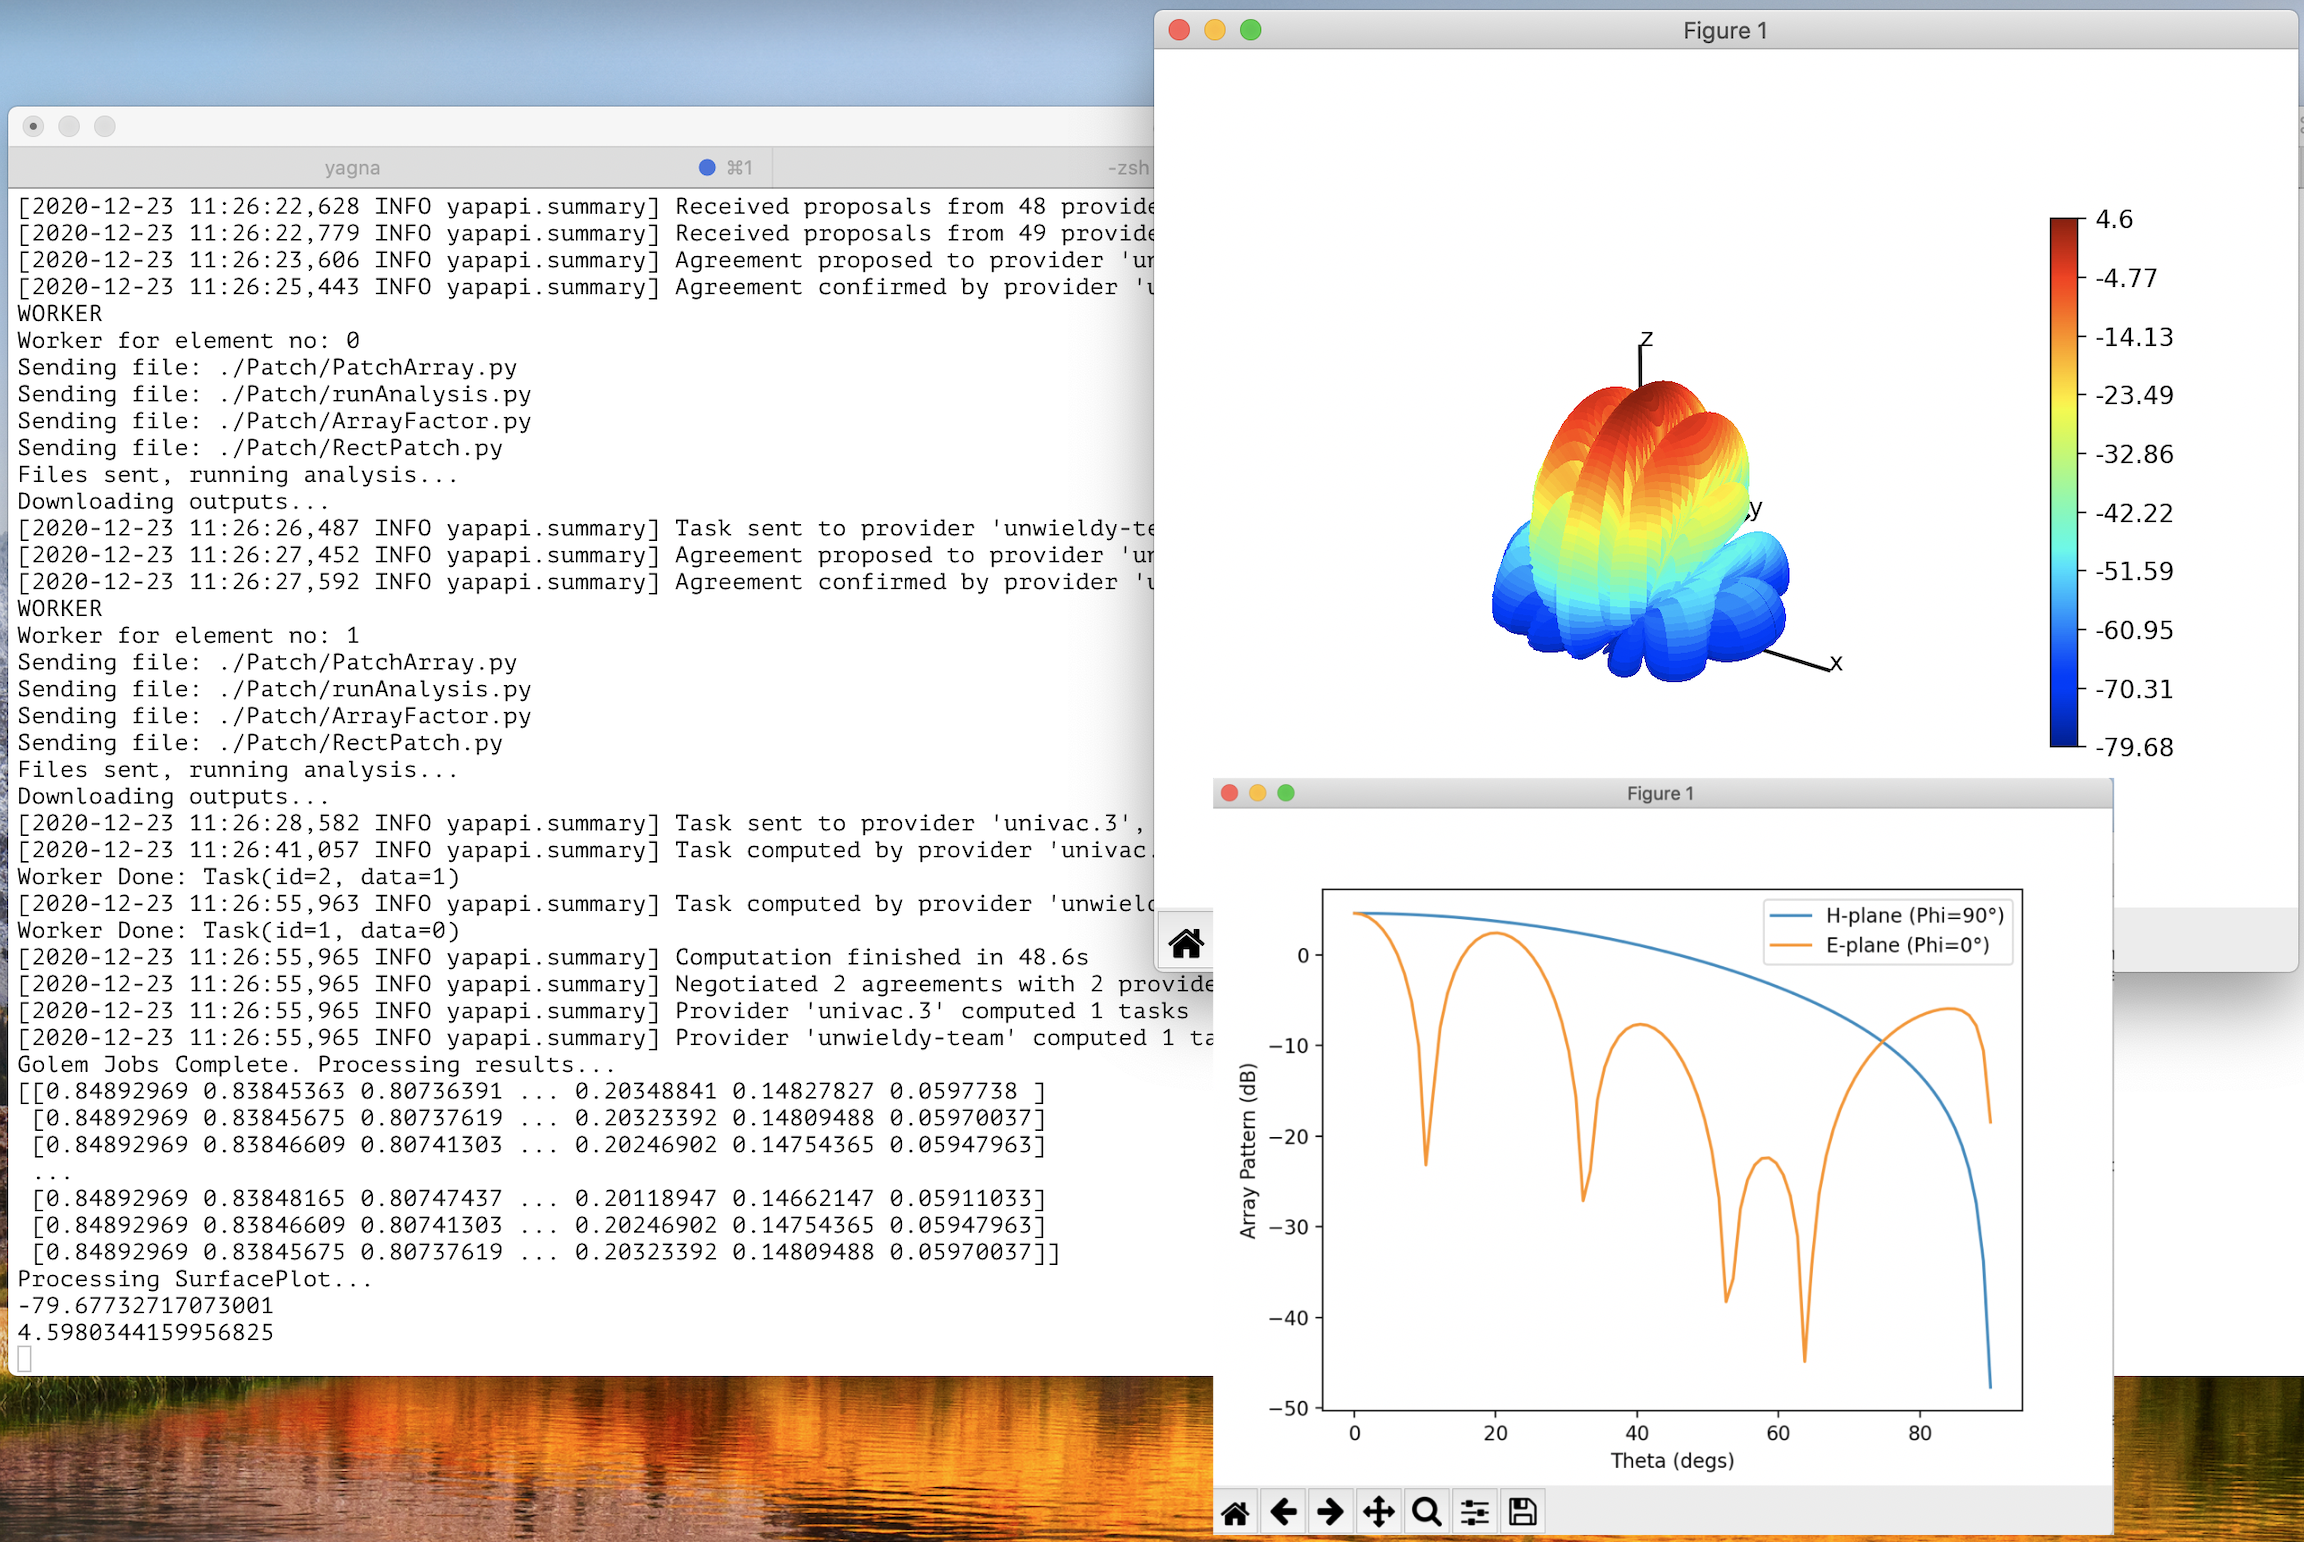 yagna
⌘1
-zsh
[2020-12-23 11:26:22,628 INFO yapapi.summary] Received proposals from 48
[2020-12-23 11:26:22,779 INFO yapapi.summary] Received proposals from 49
[2020-12-23 11:26:23,606 INFO yapapi.summary] Agreement proposed to provider
[2020-12-23 11:26:25,443 INFO yapapi.summary] Agreement confirmed by provider
WORKER
Worker for element no: 0
Sending file: ./Patch/PatchArray.py
Sending file: ./Patch/runAnalysis.py
Sending file: ./Patch/ArrayFactor.py
Sending file: ./Patch/RectPatch.py
Files sent, running analysis...
Downloading outputs...
[2020-12-23 11:26:26,487 INFO yapapi.summary] Task sent to provider 'unwieldy-te
[2020-12-23 11:26:27,452 INFO yapapi.summary] Agreement proposed to provider
[2020-12-23 11:26:27,592 INFO yapapi.summary] Agreement confirmed by provider
WORKER
Worker for element no: 1
Sending file: ./Patch/PatchArray.py
Sending file: ./Patch/runAnalysis.py
Sending file: ./Patch/ArrayFactor.py
Sending file: ./Patch/RectPatch.py
Files sent, running analysis...
Downloading outputs...
[2020-12-23 11:26:28,582 INFO yapapi.summary] Task sent to provider 'univac.3',
[2020-12-23 11:26:41,057 INFO yapapi.summary] Task computed by provider 'univac.
Worker Done: Task(id=2, data=1)
[2020-12-23 11:26:55,963 INFO yapapi.summary] Task computed by provider 'unwield
Worker Done: Task(id=1, data=0)
[2020-12-23 11:26:55,965 INFO yapapi.summary] Computation finished in 48.6s
[2020-12-23 11:26:55,965 INFO yapapi.summary] Negotiated 2 agreements with 2 provide
[2020-12-23 11:26:55,965 INFO yapapi.summary] Provider 'univac.3' computed 1 tasks
[2020-12-23 11:26:55,965 INFO yapapi.summary] Provider 'unwieldy-team' computed 1 ta
Golem Jobs Complete. Processing results...
[[0.84892969 0.83845363 0.80736391 ... 0.20348841 0.14827827 0.0597738 ]
[0.84892969 0.83845675 0.80737619 ... 0.20323392 0.14809488 0.05970037]
[0.84892969 0.83846609 0.80741303 ... 0.20246902 0.14754365 0.05947963]
...
[0.84892969 0.83848165 0.80747437 ... 0.20118947 0.14662147 0.05911033]
[0.84892969 0.83846609 0.80741303 ... 0.20246902 0.14754365 0.05947963]
[0.84892969 0.83845675 0.80737619 ... 0.20323392 0.14809488 0.05970037]]
Processing SurfacePlot...
-79.67732717073001
4.5980344159956825
Figure 1
z
y
x
4.6
-4.77
-14.13
-23.49
-32.86
-42.22
-51.59
-60.95
-70.31
-79.68
Figure 1
H-plane (Phi=90°)
E-plane (Phi=0°)
Array Pattern (dB)
0
−10
−20
−30
−40
−50
0 20 40 60 80
Theta (degs)